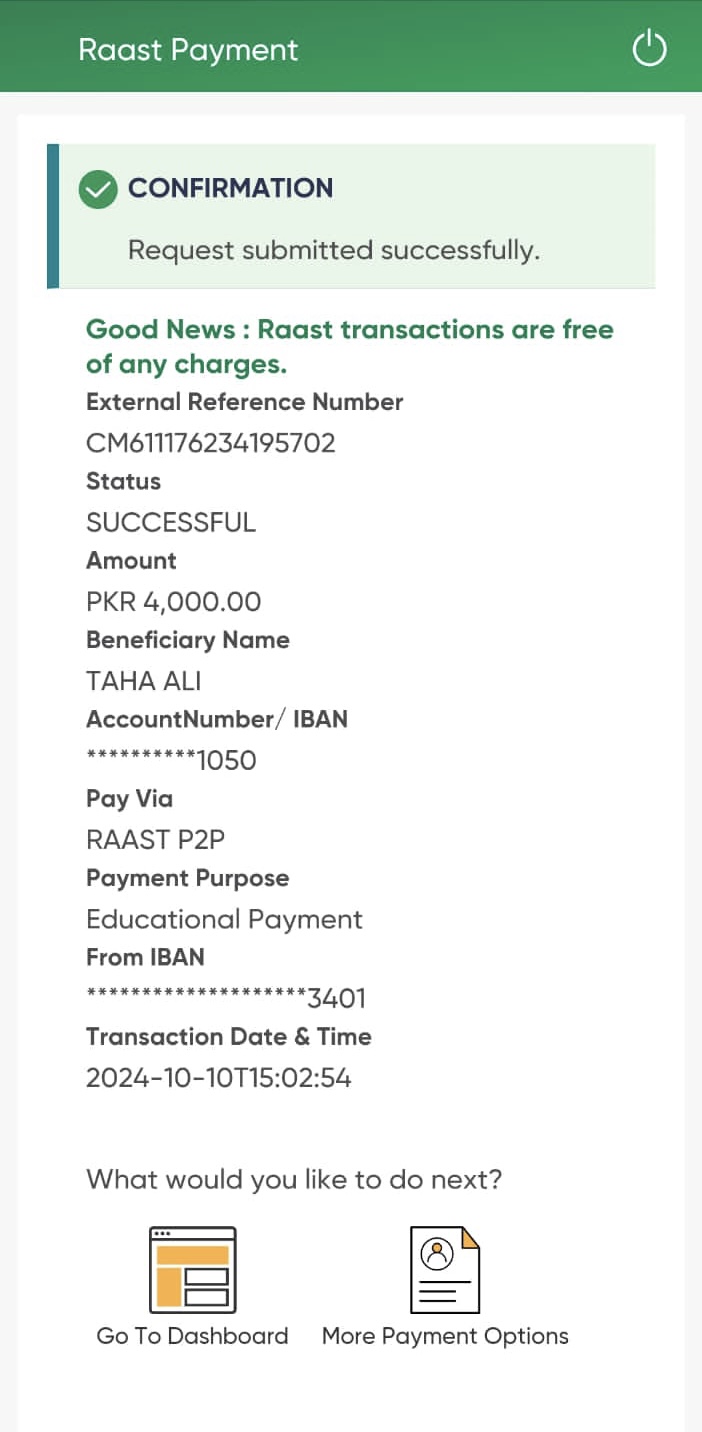 Raast Payment
CONFIRMATION
Request submitted successfully.
Good News : Raast transactions are free
of any charges.
External Reference Number
CM611176234195702
Status
SUCCESSFUL
Amount
PKR 4,000.00
Beneficiary Name
TAHA ALI
AccountNumber/ IBAN
**********1050
Pay Via
RAAST P2P
Payment Purpose
Educational Payment
From IBAN
********************3401
Transaction Date & Time
2024-10-10T15:02:54
What would you like to do next?
Go To Dashboard
More Payment Options